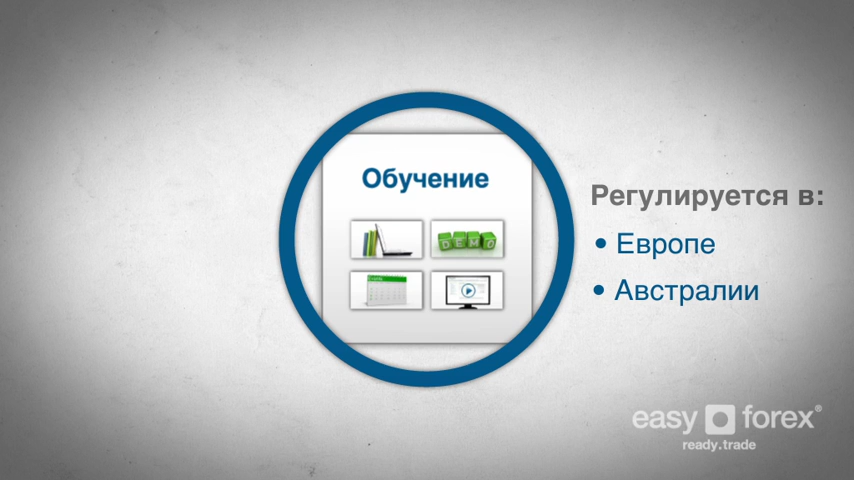 Обучение
DEMO
Регулируется в:
• Европе
• Австралии
easy forex®
ready.trade